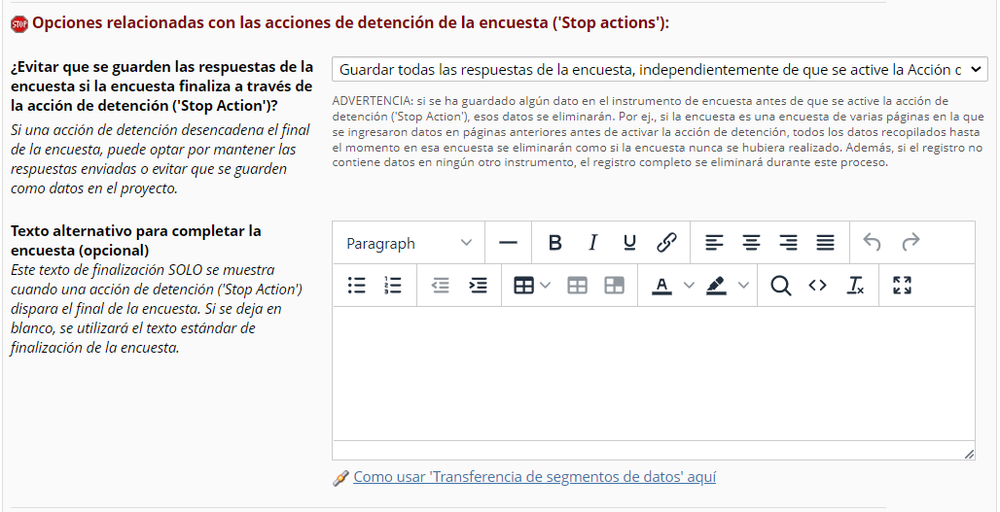 STOP Opciones relacionadas con las acciones de detención de la encuesta ('Stop actions'):
¿Evitar que se guarden las respuestas de la
encuesta si la encuesta finaliza a través de
la acción de detención ('Stop Action')?
Si una acción de detención desencadena el final
de la encuesta, puede optar por mantener las
respuestas enviadas o evitar que se guarden
como datos en el proyecto.
Guardar todas las respuestas de la encuesta, independientemente de que se active la Acción c
ADVERTENCIA: si se ha guardado algún dato en el instrumento de encuesta antes de que se active la acción de
detención ('Stop Action'), esos datos se eliminarán. Por ej., si la encuesta es una encuesta de varias páginas en la que
se ingresaron datos en páginas anteriores antes de activar la acción de detención, todos los datos recopilados hasta
el momento en esa encuesta se eliminarán como si la encuesta nunca se hubiera realizado. Además, si el registro no
contiene datos en ningún otro instrumento, el registro completo se eliminará durante este proceso.
Texto alternativo para completar la
encuesta (opcional)
Este texto de finalización SOLO se muestra
cuando una acción de detención ('Stop Action')
dispara el final de la encuesta. Si se deja en
blanco, se utilizará el texto estándar de
finalización de la encuesta.
Paragraph
Como usar 'Transferencia de segmentos de datos' aquí